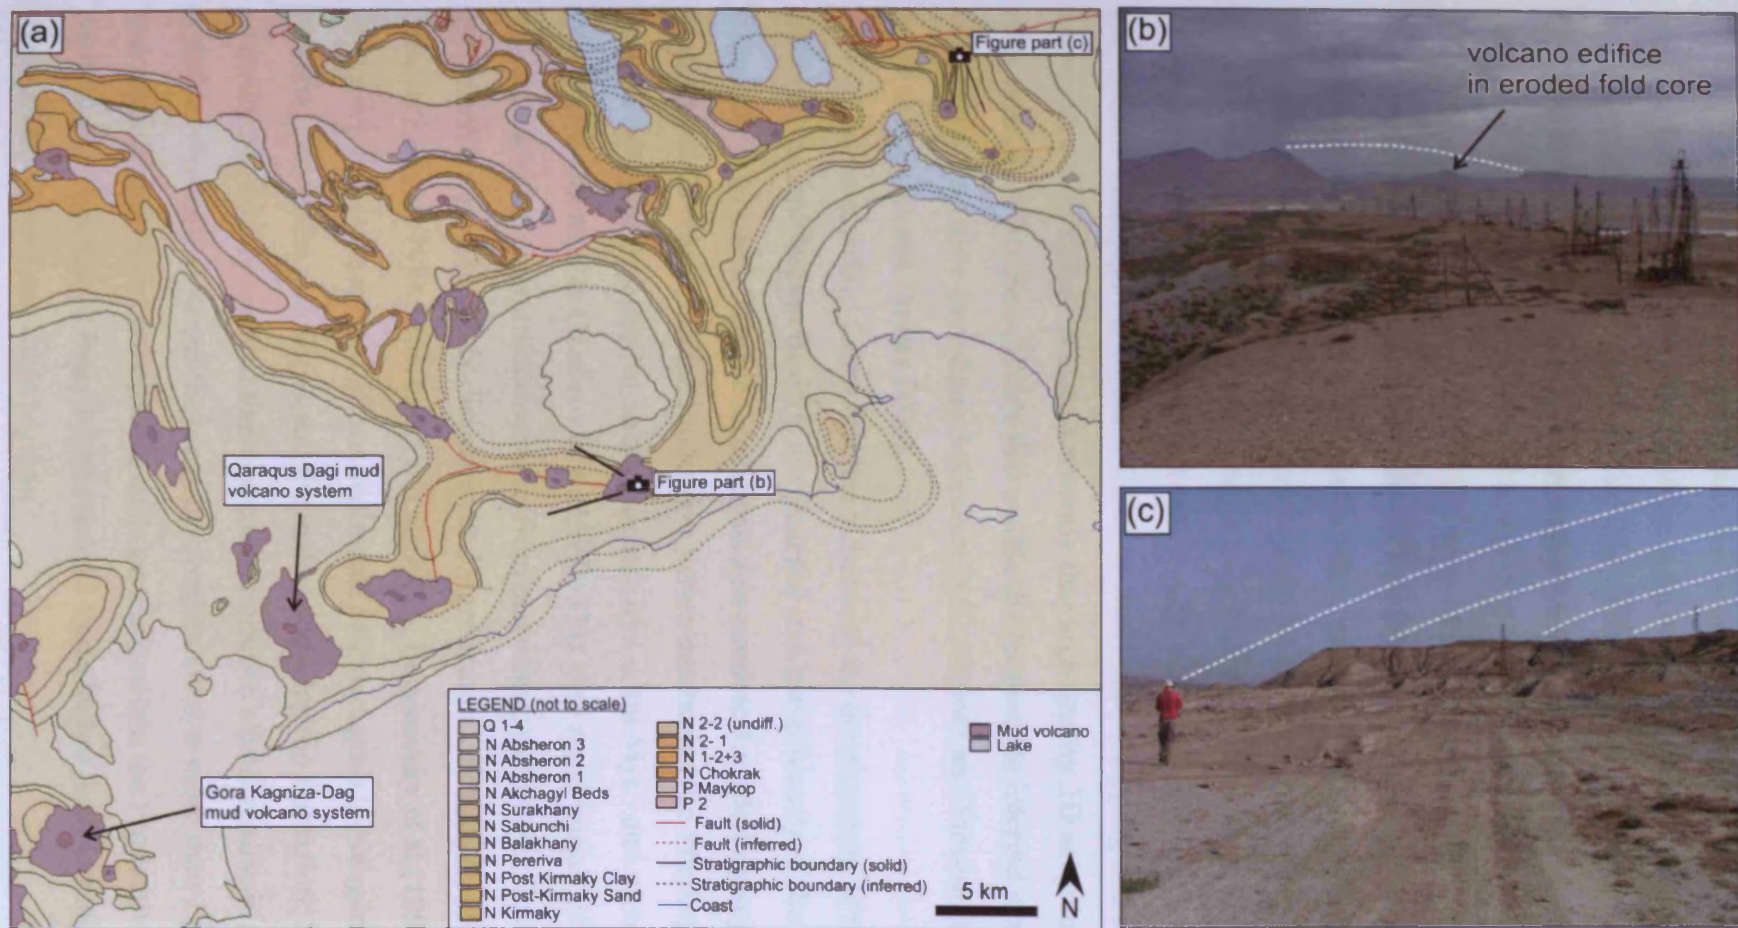 (a)
Figure part (c)
Qaraqus Dagi mud
volcano system
Figure part (b)
Gora Kagniza-Dag
mud volcano system
LEGEND (not to scale)
Q 1-4
N Absheron 3
N Absheron 2
N Absheron 1
N Akchagyl Beds
N Surakhany
N Sabunchi
N Balakhany
N Pereriva
N Post Kirmaky Clay
N Post-Kirmaky Sand
N Kirmaky
N 2-2 (undiff.)
N 2- 1
N 1-2+3
N Chokrak
P Maykop
P 2
Fault (solid)
Fault (inferred)
Stratigraphic boundary (solid)
Stratigraphic boundary (inferred)
Coast
Mud volcano
Lake
5 km
N
(b)
volcano edifice
in eroded fold core
(c)